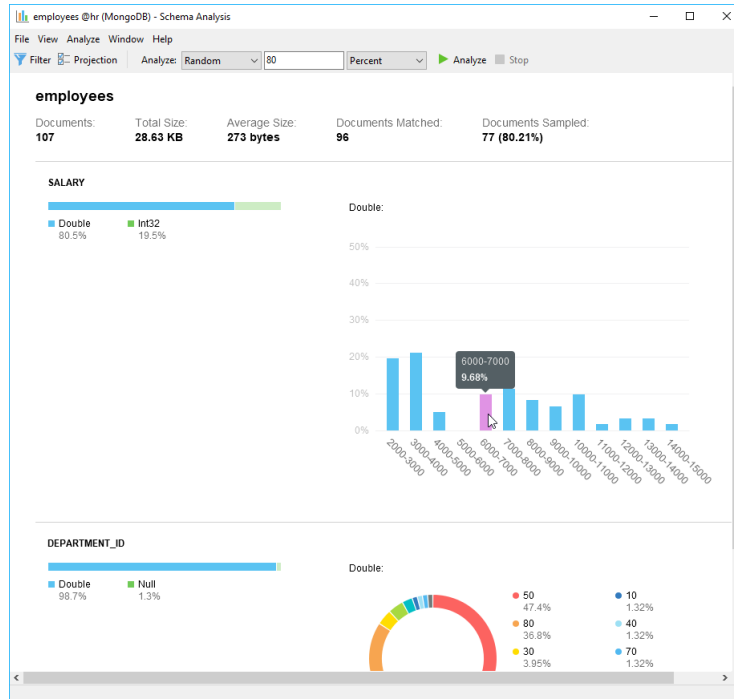 employees @hr (MongoDB) - Schema Analysis
File View Analyze Window Help
Filter Projection Analyze: Random 80 Percent Analyze Stop
employees
Documents: Total Size: Average Size: Documents Matched: Documents Sampled:
107 28.63 KB 273 bytes 96 77 (80.21%)
SALARY
Double Int32
80.5% 19.5%
Double:
50%
40%
30%
20%
10%
0%
6000-7000
9.68%
2000-3000
3000-4000
4000-5000
5000-6000
6000-7000
7000-8000
8000-9000
9000-10000
10000-11000
11000-12000
12000-13000
13000-14000
14000-15000
DEPARTMENT_ID
Double Null
98.7% 1.3%
Double:
50 10
47.4% 1.32%
80 40
36.8% 1.32%
30 70
3.95% 1.32%